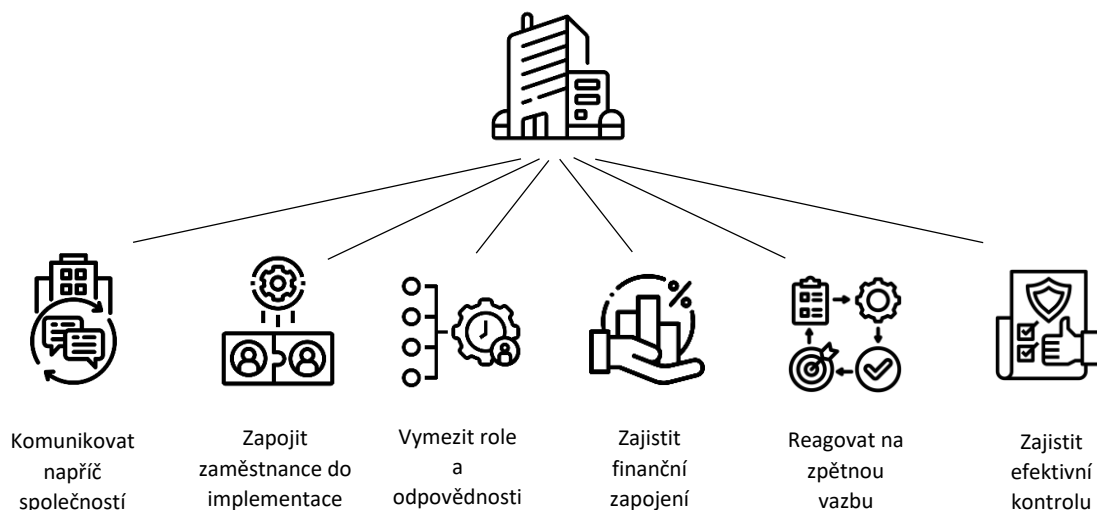 Komunikovat
napříč
společností
Zapojit
zaměstnance do
implementace
Vymezit role
a
odpovědnosti
Zajistit
finanční
zapojení
Reagovat na
zpětnou
vazbu
Zajistit
efektivní
kontrolu
%